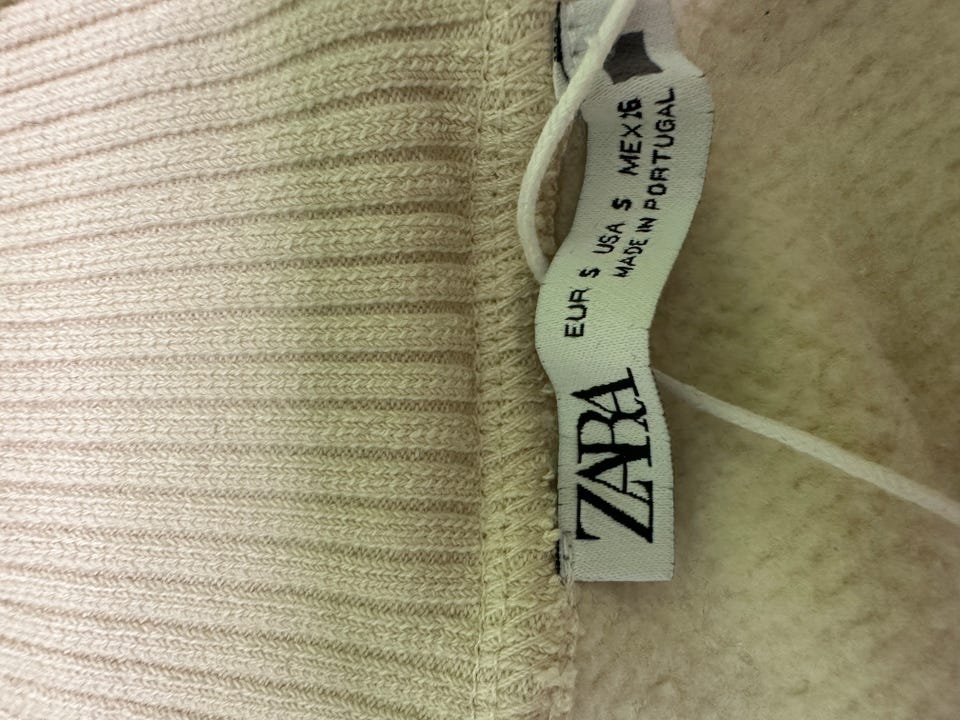 ZARA
EUR S USA S MEX 26
MADE IN PORTUGAL